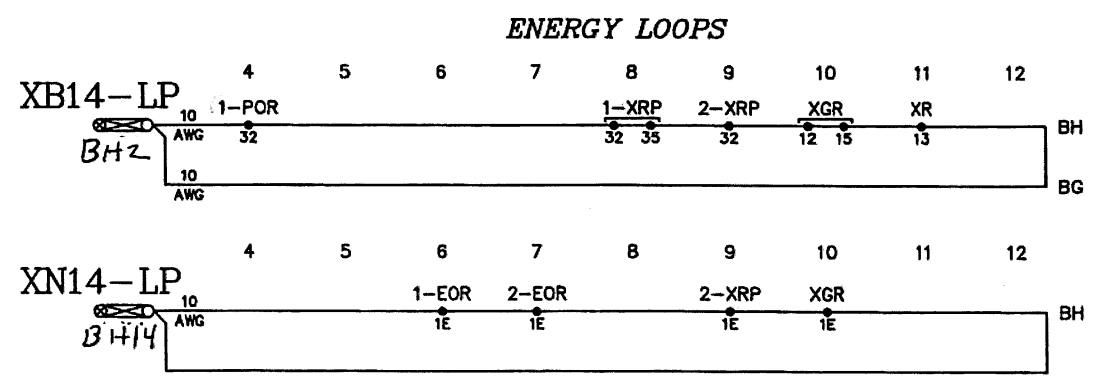 ENERGY LOOPS
4 5 6 7 8 9 10 11 12
XB14-LP
10 AWG
1-POR 1-XRP 2-XRP XGR XR
32 32 35 32 12 15 13
BH
BH2
10 AWG
BG
4 5 6 7 8 9 10 11 12
XN14-LP
10 AWG
1-EOR 2-EOR 2-XRP XGR
1E 1E 1E 1E
BH
BH14